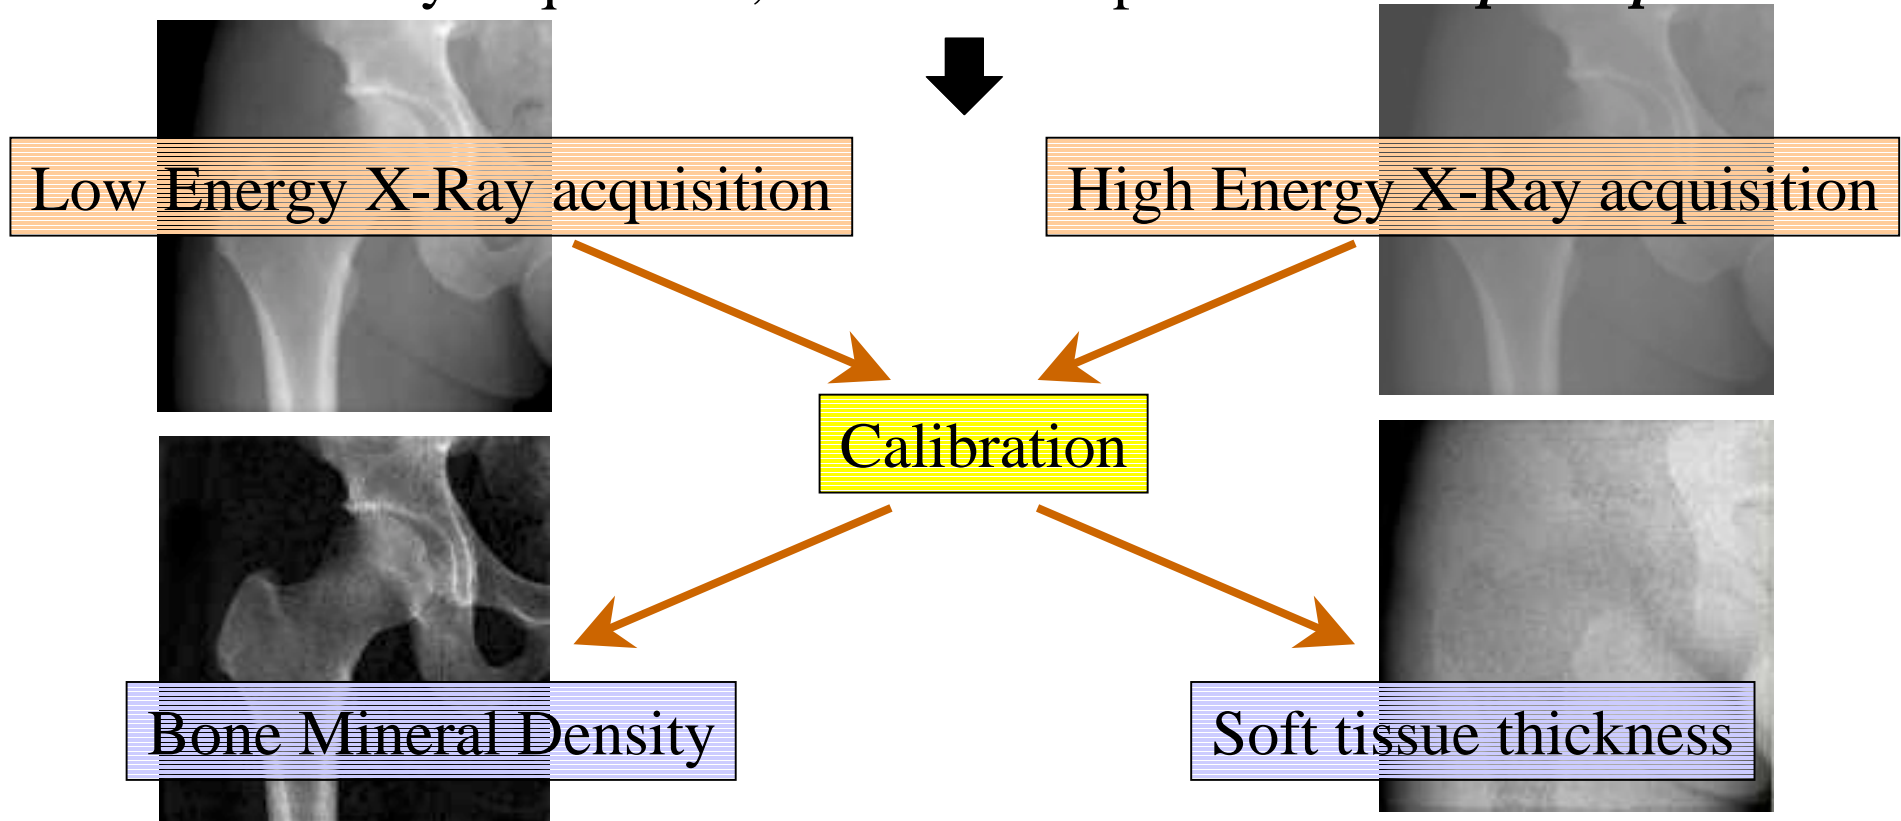 Low Energy X-Ray acquisition
High Energy X-Ray acquisition
Calibration
Bone Mineral Density
Soft tissue thickness